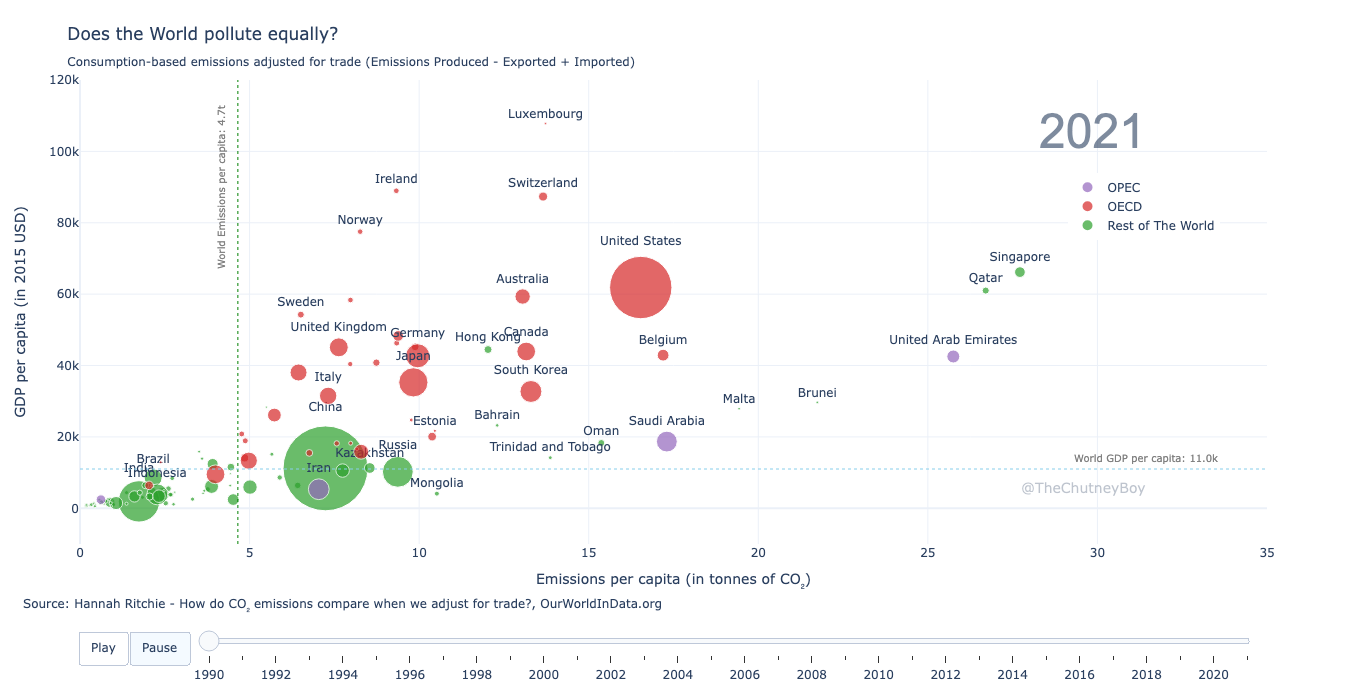 Does the World pollute equally?
Consumption-based emissions adjusted for trade (Emissions Produced - Exported + Imported)
120k
100k
80k
60k
40k
20k
0
GDP per capita (in 2015 USD)
World Emissions per capita: 4.7t
2021
OPEC
OECD
Rest of The World
Luxembourg
Ireland
Switzerland
Norway
United States
Singapore
Qatar
Australia
Sweden
United Kingdom
Germany
Hong Kong
Canada
Belgium
United Arab Emirates
Japan
South Korea
Italy
Malta
Brunei
China
Bahrain
Estonia
Saudi Arabia
Oman
Russia
Trinidad and Tobago
Kazakhstan
Brazil
India
Indonesia
Iran
Mongolia
World GDP per capita: 11.0k
@TheChutneyBoy
0 5 10 15 20 25 30 35
Emissions per capita (in tonnes of CO₂)
Source: Hannah Ritchie - How do CO₂ emissions compare when we adjust for trade?, OurWorldInData.org
Play Pause
1990 1992 1994 1996 1998 2000 2002 2004 2006 2008 2010 2012 2014 2016 2018 2020